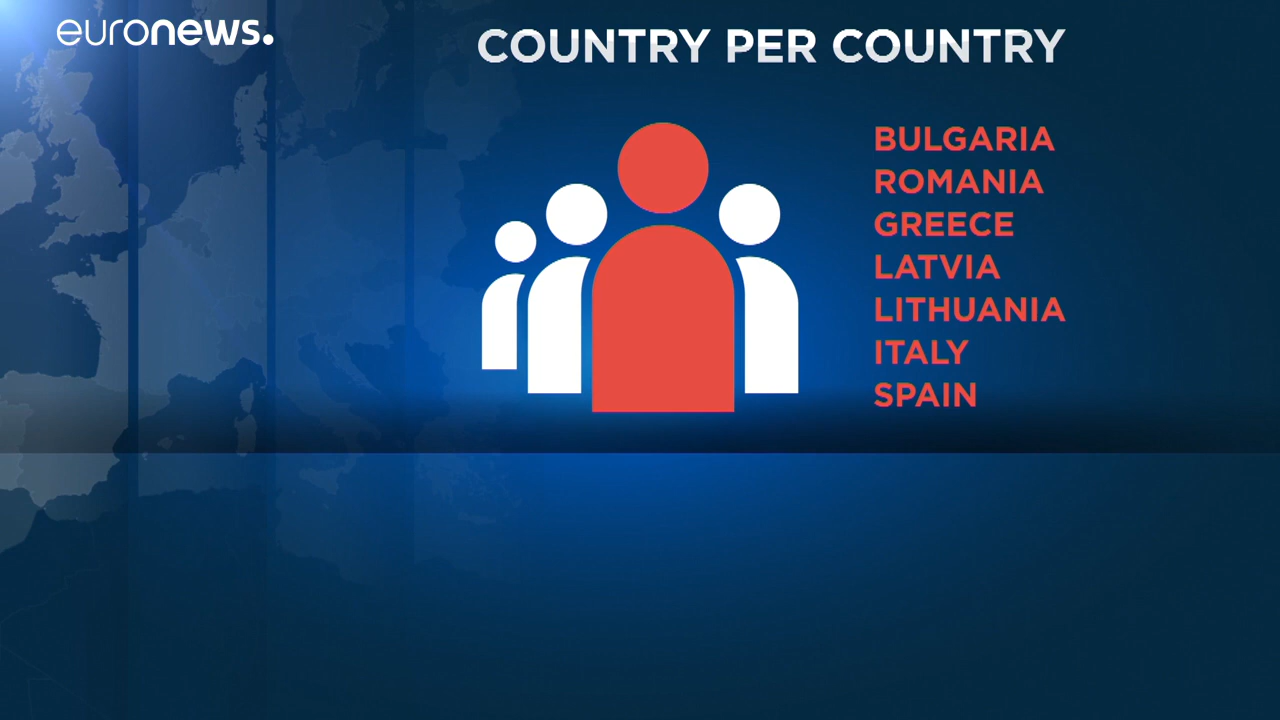 euronews.
COUNTRY PER COUNTRY
BULGARIA
ROMANIA
GREECE
LATVIA
LITHUANIA
ITALY
SPAIN